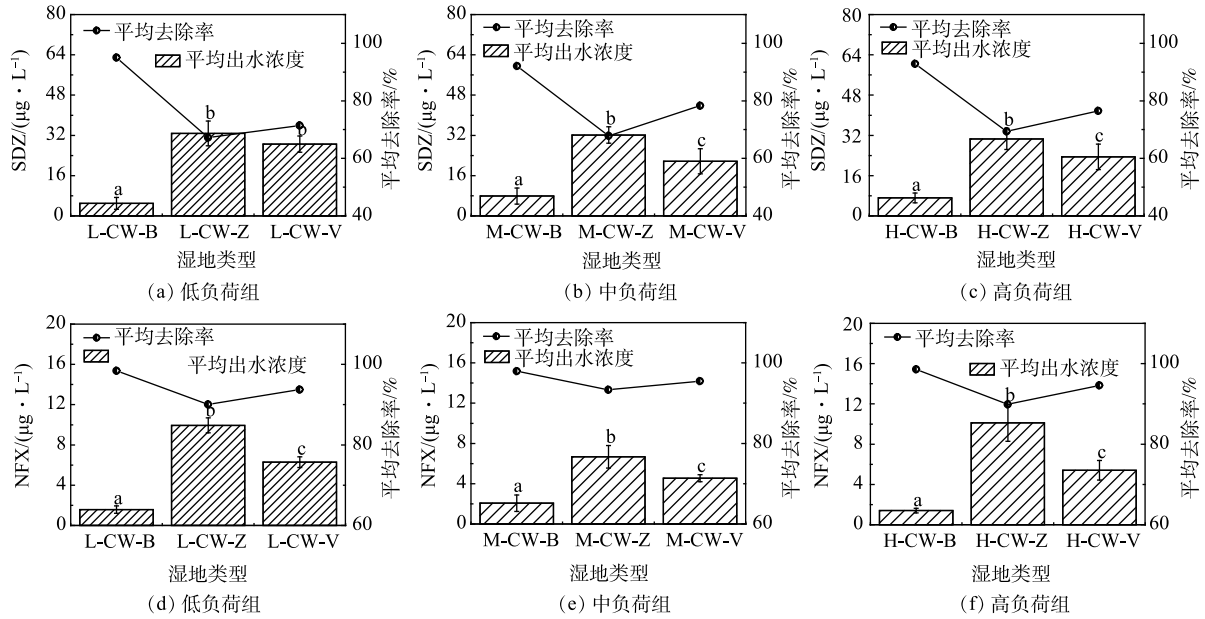 80
64
48
32
16
0
SDZ/(μg·L⁻¹)
平均去除率
平均出水浓度
a
b
b
100
80
60
40
平均去除率/%
L-CW-B L-CW-Z L-CW-V
湿地类型
(a) 低负荷组
80
64
48
32
16
0
SDZ/(μg·L⁻¹)
平均去除率
平均出水浓度
a
b
c
100
80
60
40
平均去除率/%
M-CW-B M-CW-Z M-CW-V
湿地类型
(b) 中负荷组
80
64
48
32
16
0
SDZ/(μg·L⁻¹)
平均去除率
平均出水浓度
a
b
c
100
80
60
40
平均去除率/%
H-CW-B H-CW-Z H-CW-V
湿地类型
(c) 高负荷组
20
16
12
8
4
0
NFX/(μg·L⁻¹)
平均去除率
平均出水浓度
a
b
c
100
80
60
平均去除率/%
L-CW-B L-CW-Z L-CW-V
湿地类型
(d) 低负荷组
20
16
12
8
4
0
NFX/(μg·L⁻¹)
平均去除率
平均出水浓度
a
b
c
100
80
60
平均去除率/%
M-CW-B M-CW-Z M-CW-V
湿地类型
(e) 中负荷组
20
16
12
8
4
0
NFX/(μg·L⁻¹)
平均去除率
平均出水浓度
a
b
c
100
80
60
平均去除率/%
H-CW-B H-CW-Z H-CW-V
湿地类型
(f) 高负荷组